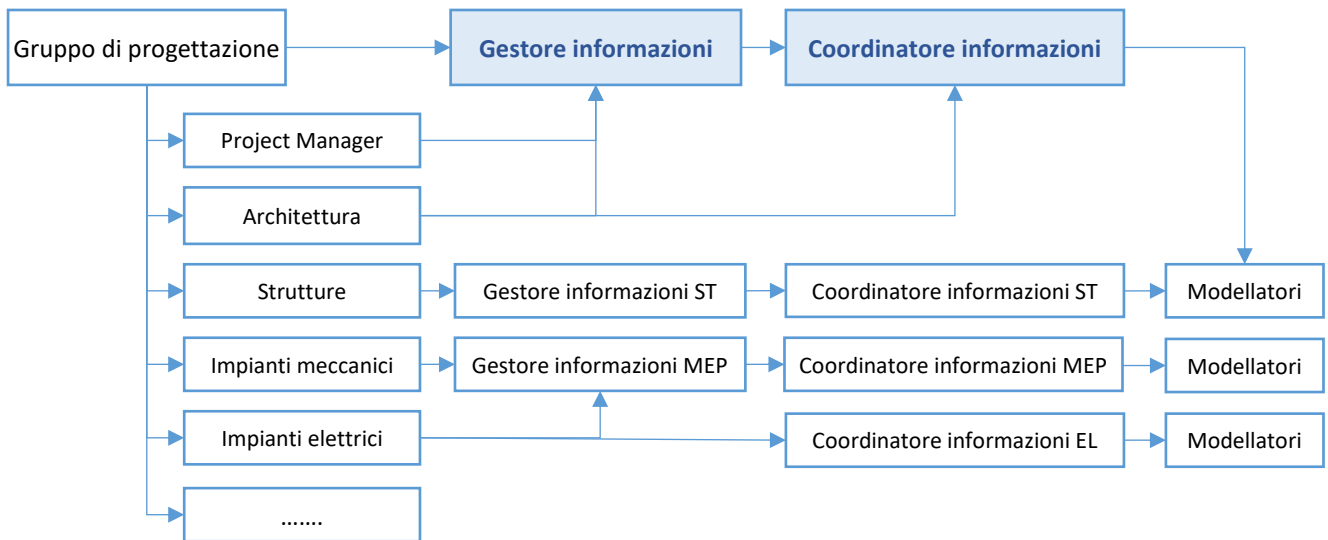 Gruppo di progettazione
Gestore informazioni
Coordinatore informazioni
Project Manager
Architettura
Strutture
Gestore informazioni ST
Coordinatore informazioni ST
Modellatori
Impianti meccanici
Gestore informazioni MEP
Coordinatore informazioni MEP
Modellatori
Impianti elettrici
Coordinatore informazioni EL
Modellatori
…….